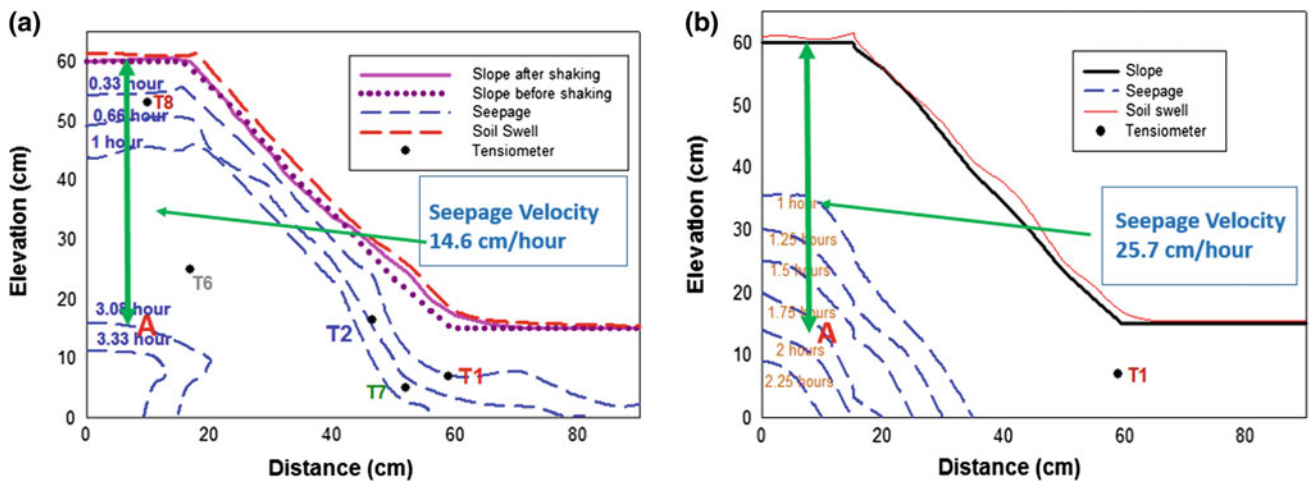 (a)
Elevation (cm)
60
50
40
30
20
10
0
0.33 hour
T8
0.66 hour
1 hour
T6
3.08 hour
A
3.33 hour
T2
T7
T1
Slope after shaking
Slope before shaking
Seepage
Soil Swell
Tensiometer
Seepage Velocity
14.6 cm/hour
0
20
40
60
80
Distance (cm)
(b)
Elevation (cm)
60
50
40
30
20
10
0
1 hour
1.25 hours
1.5 hours
1.75 hours
A
2 hours
2.25 hours
T1
Slope
Seepage
Soil swell
Tensiometer
Seepage Velocity
25.7 cm/hour
0
20
40
60
80
Distance (cm)